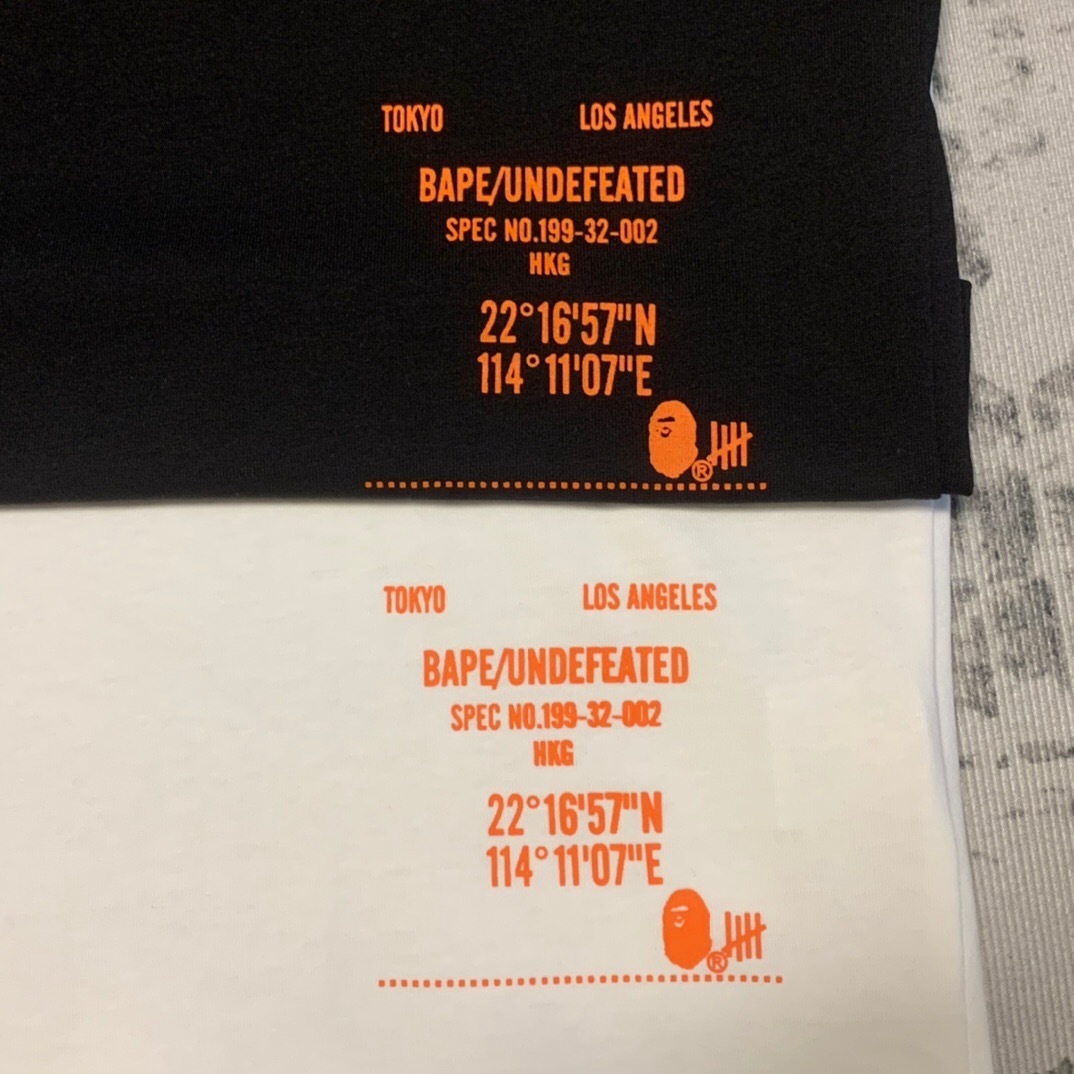 TOKYO LOS ANGELES
BAPE/UNDEFEATED
SPEC NO.199-32-002
HKG
22°16'57"N
114°11'07"E
®
TOKYO LOS ANGELES
BAPE/UNDEFEATED
SPEC NO.199-32-002
HKG
22°16'57"N
114°11'07"E
®